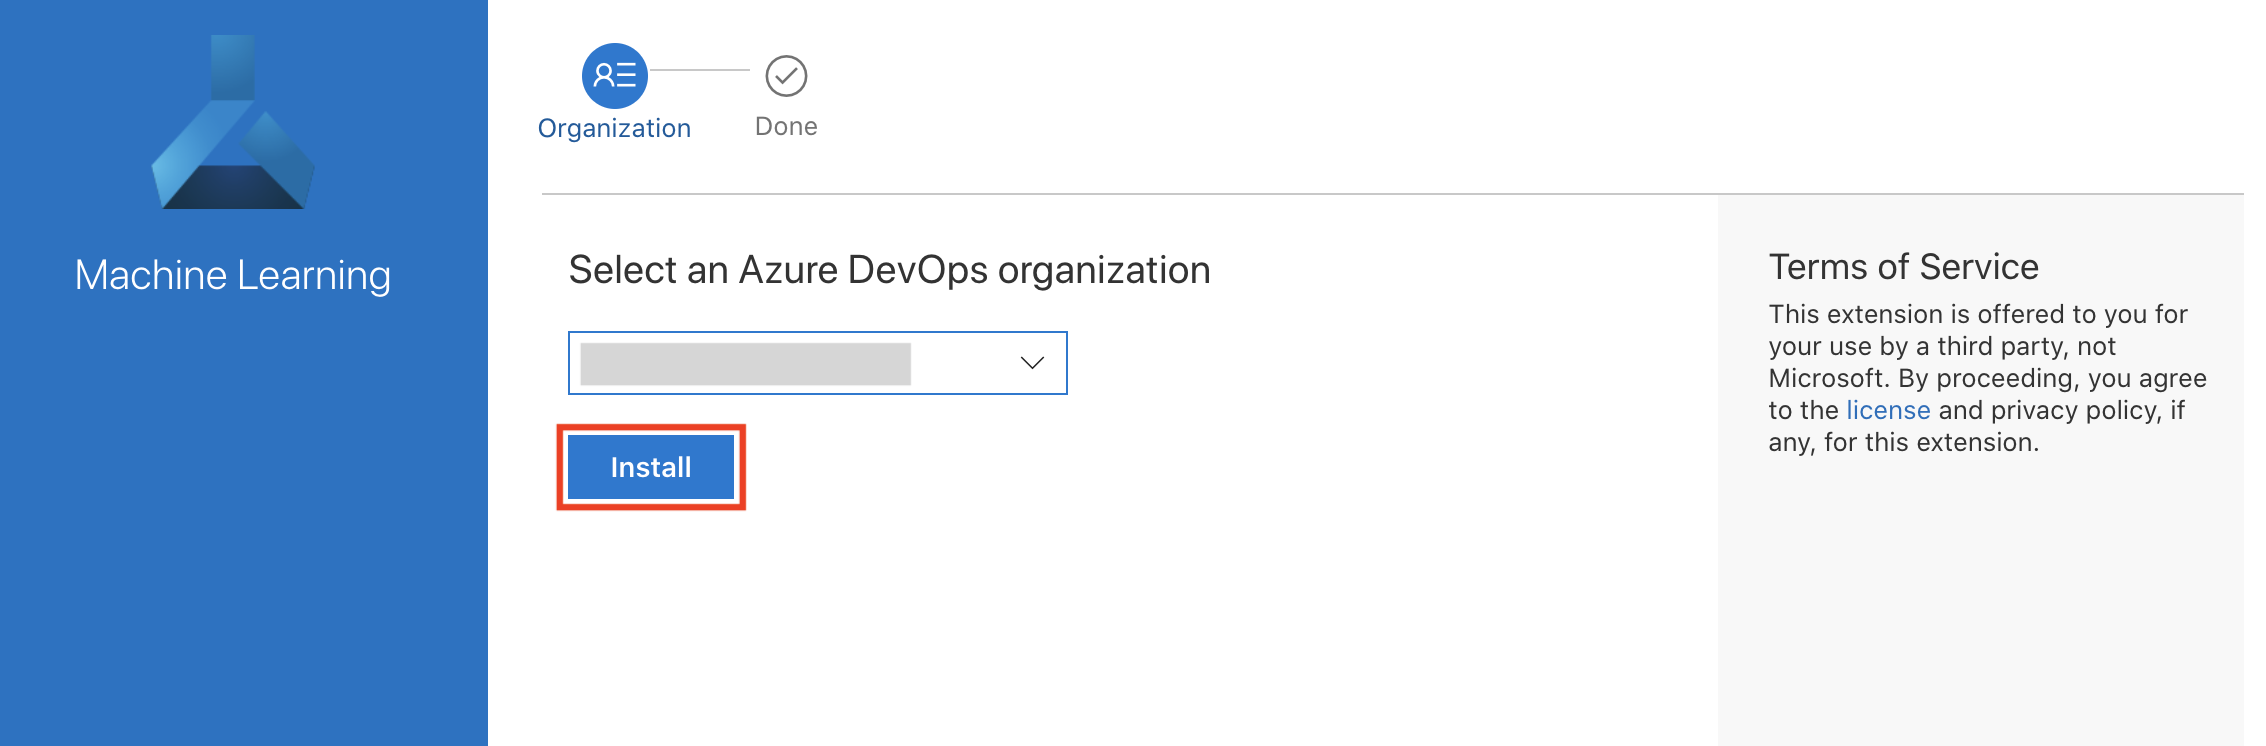 Machine Learning
Organization
Done
Select an Azure DevOps organization
Install
Terms of Service
This extension is offered to you for
your use by a third party, not
Microsoft. By proceeding, you agree
to the license and privacy policy, if
any, for this extension.